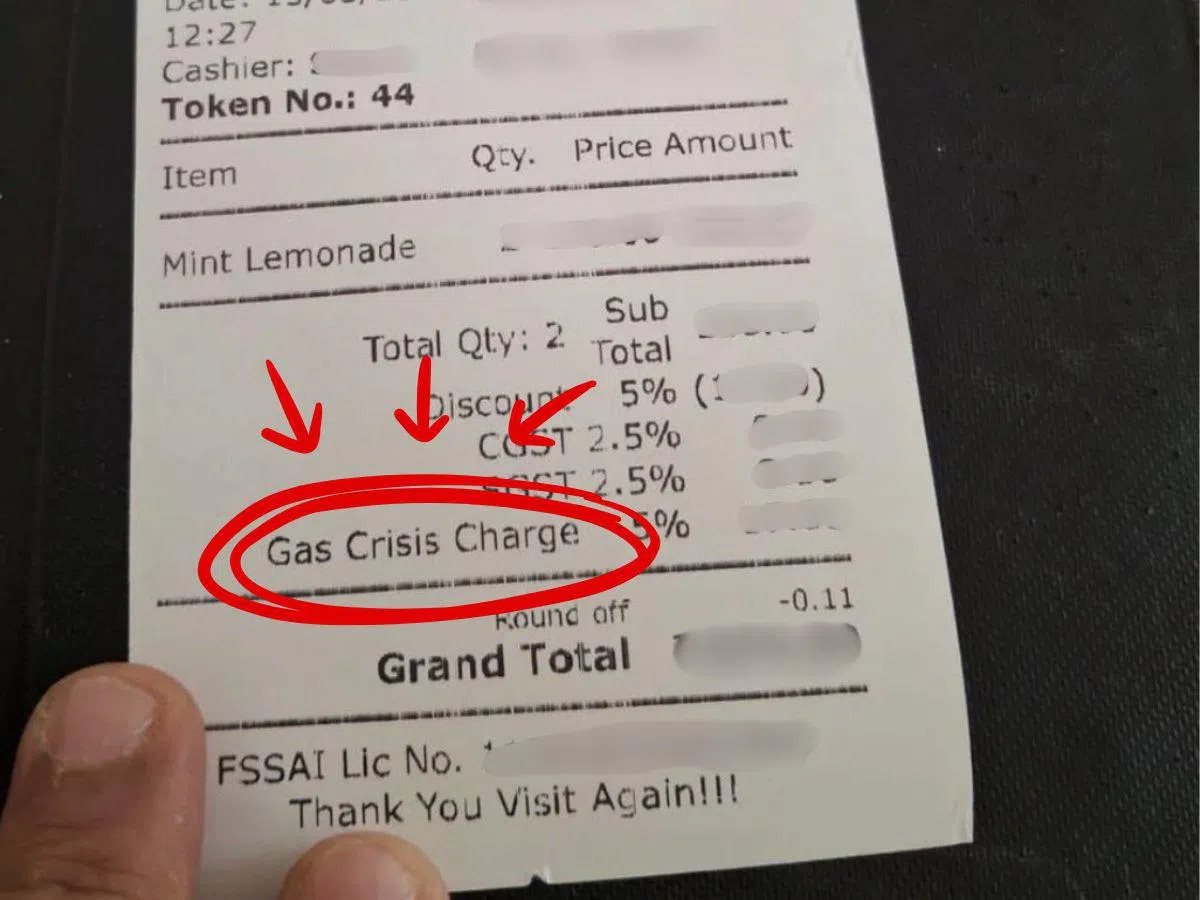 Date:
12:27
Cashier:
Token No.: 44
Item Qty. Price Amount
Mint Lemonade
Total Qty: 2 Sub Total
Discount 5% ( )
CGST 2.5%
SGST 2.5%
Gas Crisis Charge 5%
Round off -0.11
Grand Total
FSSAI Lic No.
Thank You Visit Again!!!